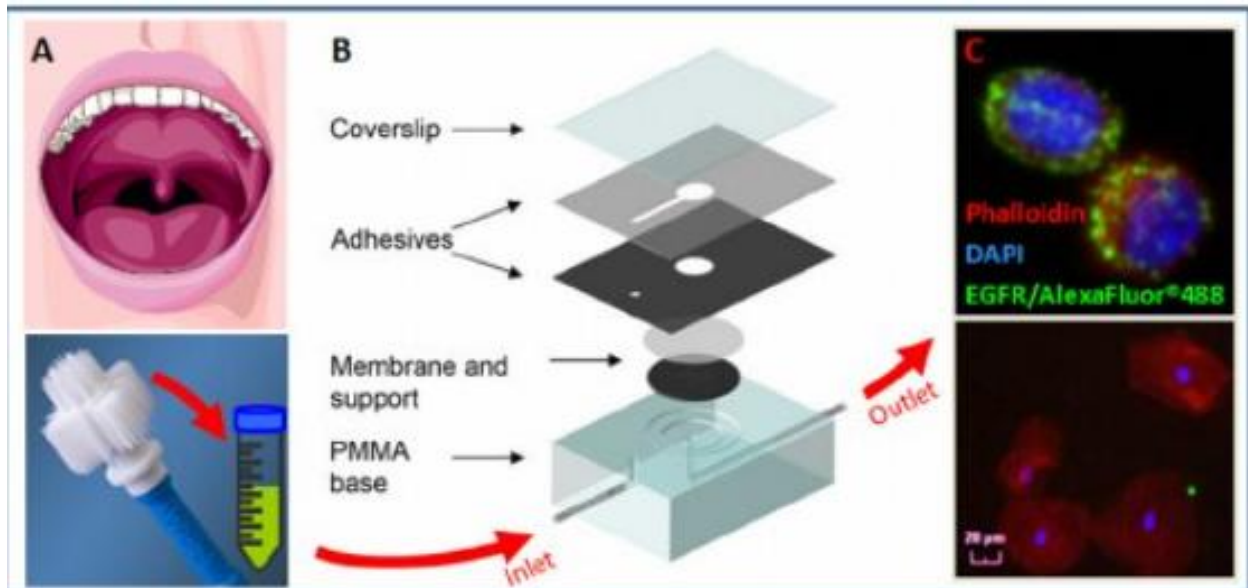 A
B
Coverslip
Adhesives
Membrane and
support
PMMA
base
Inlet
Outlet
C
Phalloidin
DAPI
EGFR/AlexaFluor®488
20 µm